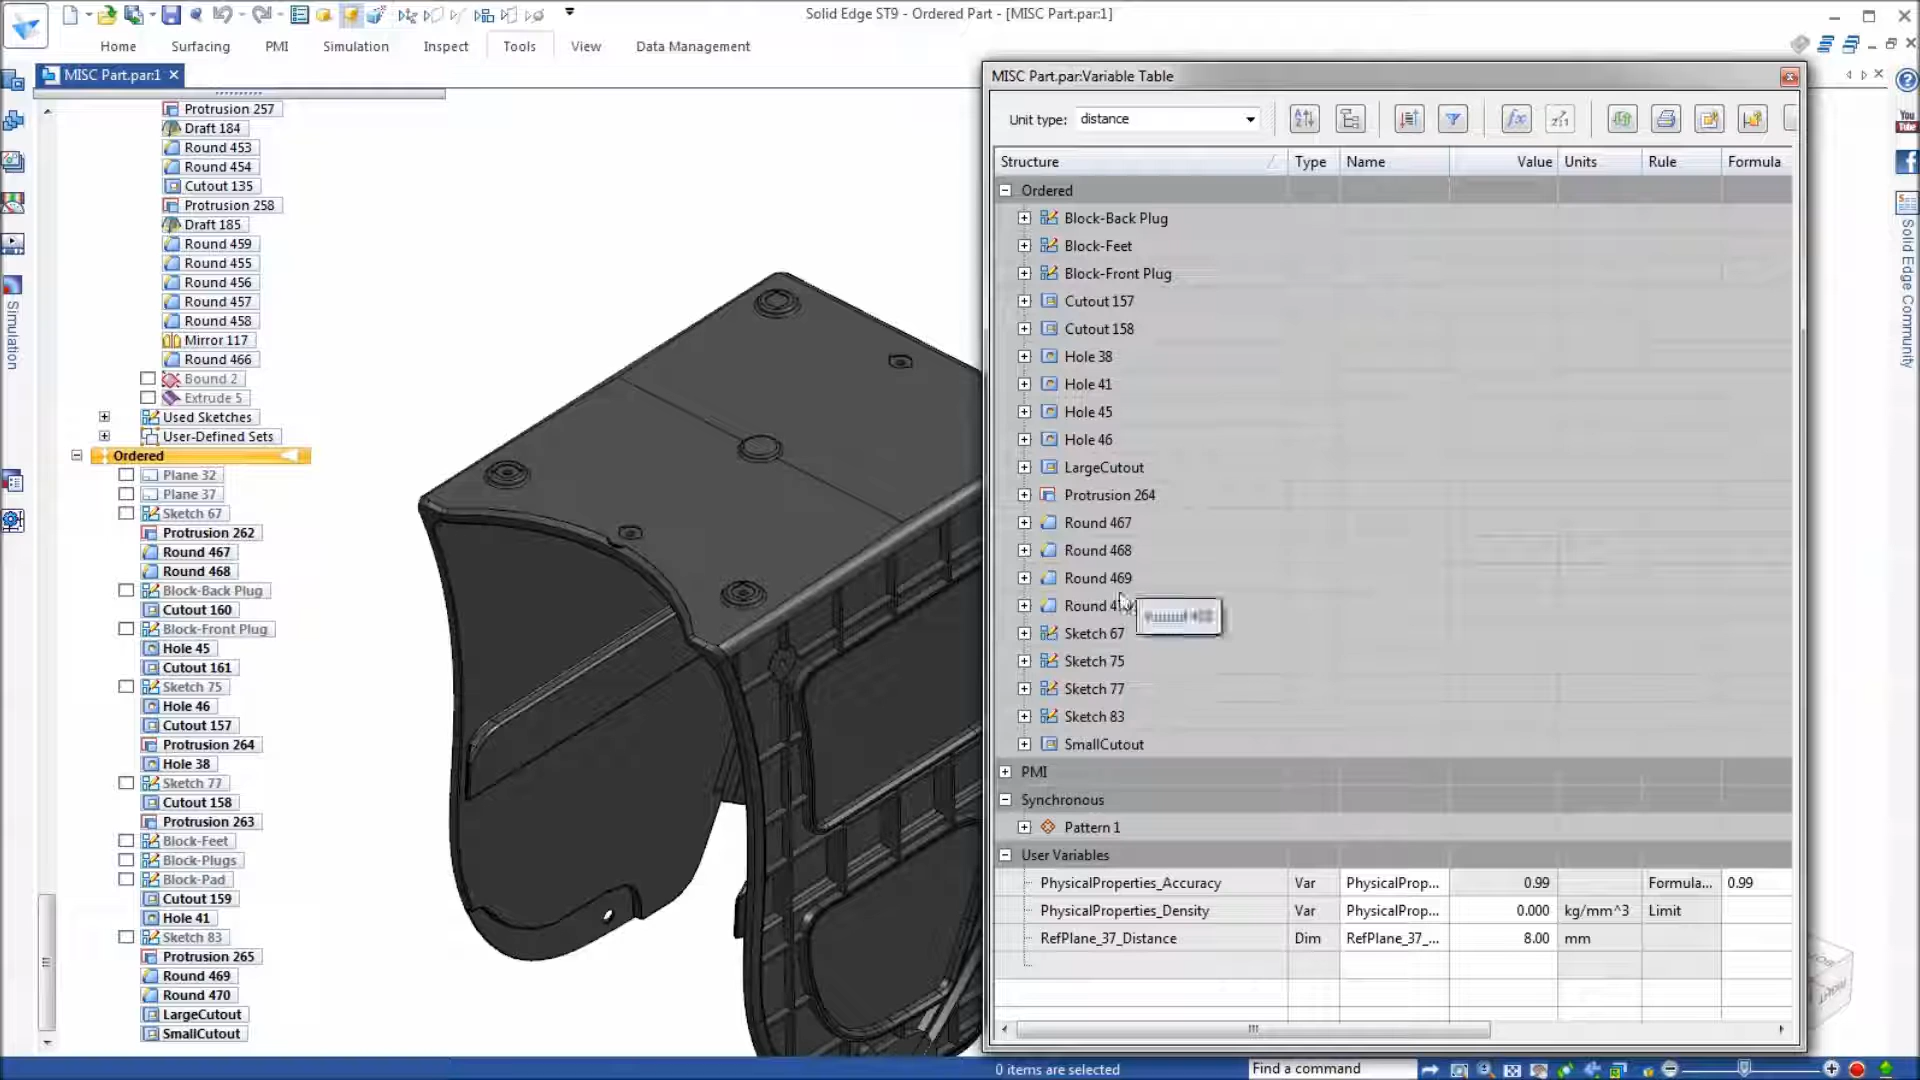 Solid Edge ST9 - Ordered Part - [MISC Part.par:1]
Home Surfacing PMI Simulation Inspect Tools View Data Management
MISC Part.par:1
Protrusion 257
Draft 184
Round 453
Round 454
Cutout 135
Protrusion 258
Draft 185
Round 459
Round 455
Round 456
Round 457
Round 458
Mirror 117
Round 466
Bound 2
Extrude 5
Used Sketches
User-Defined Sets
Ordered
Plane 32
Plane 37
Sketch 67
Protrusion 262
Round 467
Round 468
Block-Back Plug
Cutout 160
Block-Front Plug
Hole 45
Cutout 161
Sketch 75
Hole 46
Cutout 157
Protrusion 264
Hole 38
Sketch 77
Cutout 158
Protrusion 263
Block-Feet
Block-Plugs
Block-Pad
Cutout 159
Hole 41
Sketch 83
Protrusion 265
Round 469
Round 470
LargeCutout
SmallCutout
Simulation
MISC Part.par:Variable Table
Unit type: distance
Structure Type Name Value Units Rule Formula
Ordered
Block-Back Plug
Block-Feet
Block-Front Plug
Cutout 157
Cutout 158
Hole 38
Hole 41
Hole 45
Hole 46
LargeCutout
Protrusion 264
Round 467
Round 468
Round 469
Round
Sketch 67
Sketch 75
Sketch 77
Sketch 83
SmallCutout
PMI
Synchronous
Pattern 1
User Variables
PhysicalProperties_Accuracy Var PhysicalProp... 0.99 Formula... 0.99
PhysicalProperties_Density Var PhysicalProp... 0.000 kg/mm^3 Limit
RefPlane_37_Distance Dim RefPlane_37_... 8.00 mm
You
Tube
Solid Edge Community
0 items are selected
Find a command